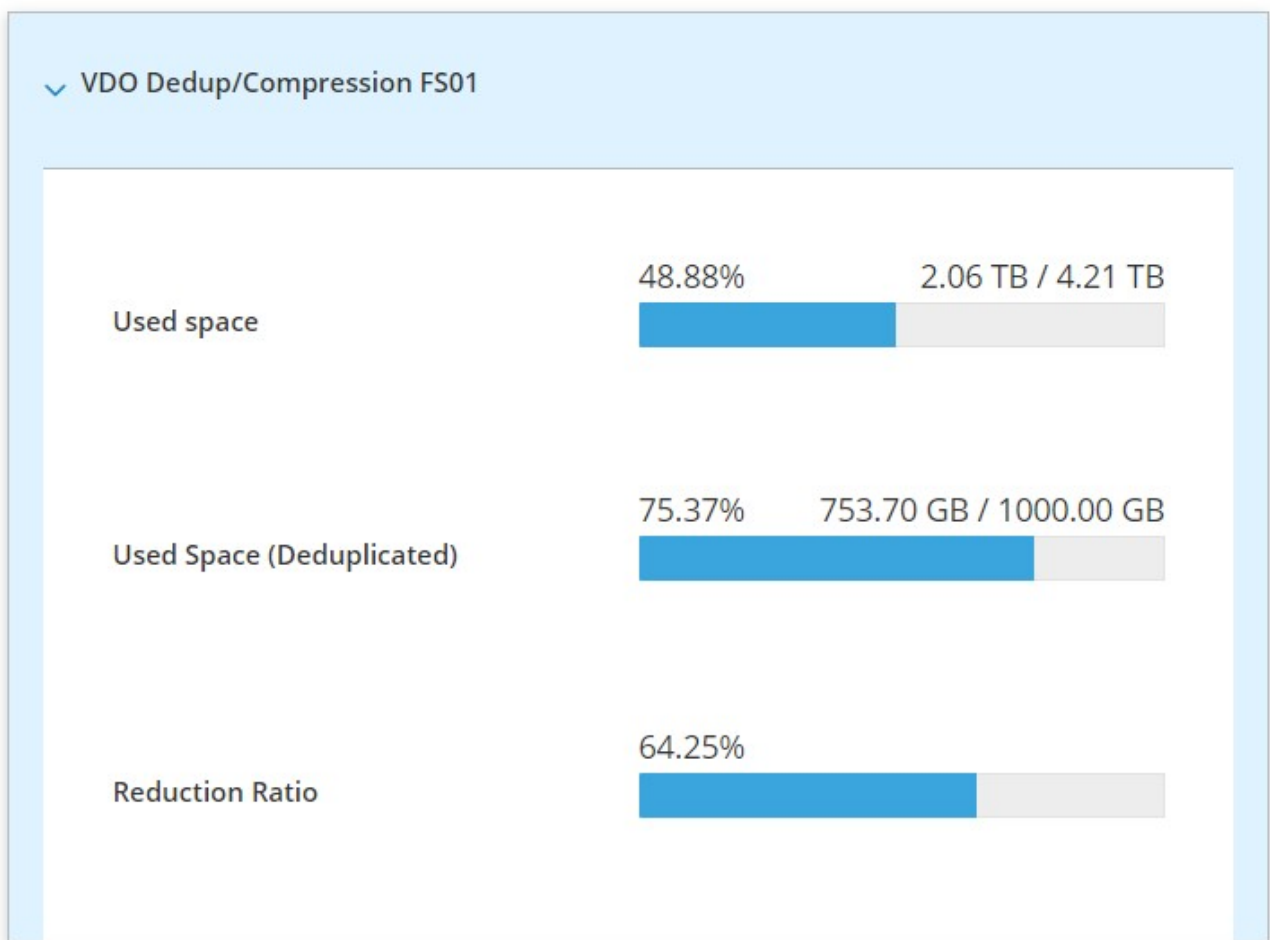 VDO Dedup/Compression FS01
48.88% 2.06 TB / 4.21 TB
Used space
75.37% 753.70 GB / 1000.00 GB
Used Space (Deduplicated)
64.25%
Reduction Ratio